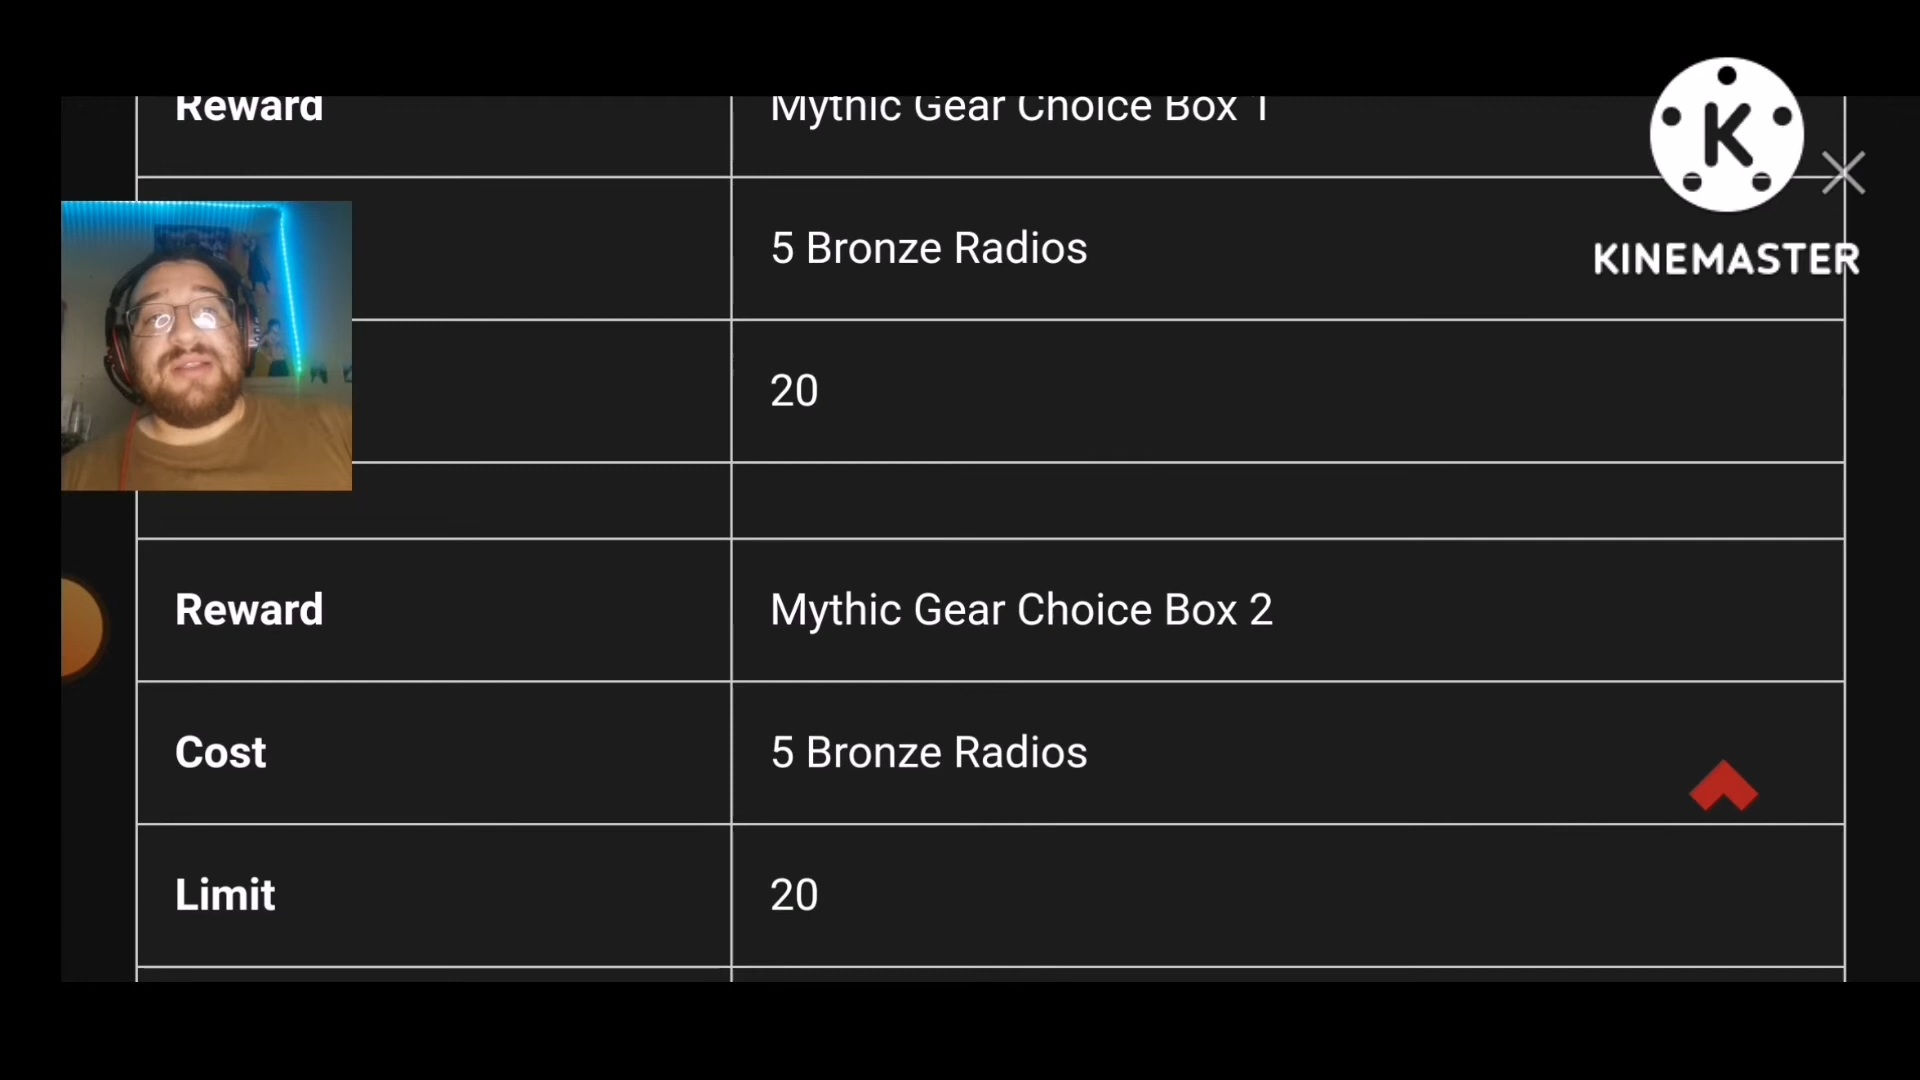 Reward Mythic Gear Choice Box 1
5 Bronze Radios
20
Reward Mythic Gear Choice Box 2
Cost 5 Bronze Radios
Limit 20
K
KINEMASTER